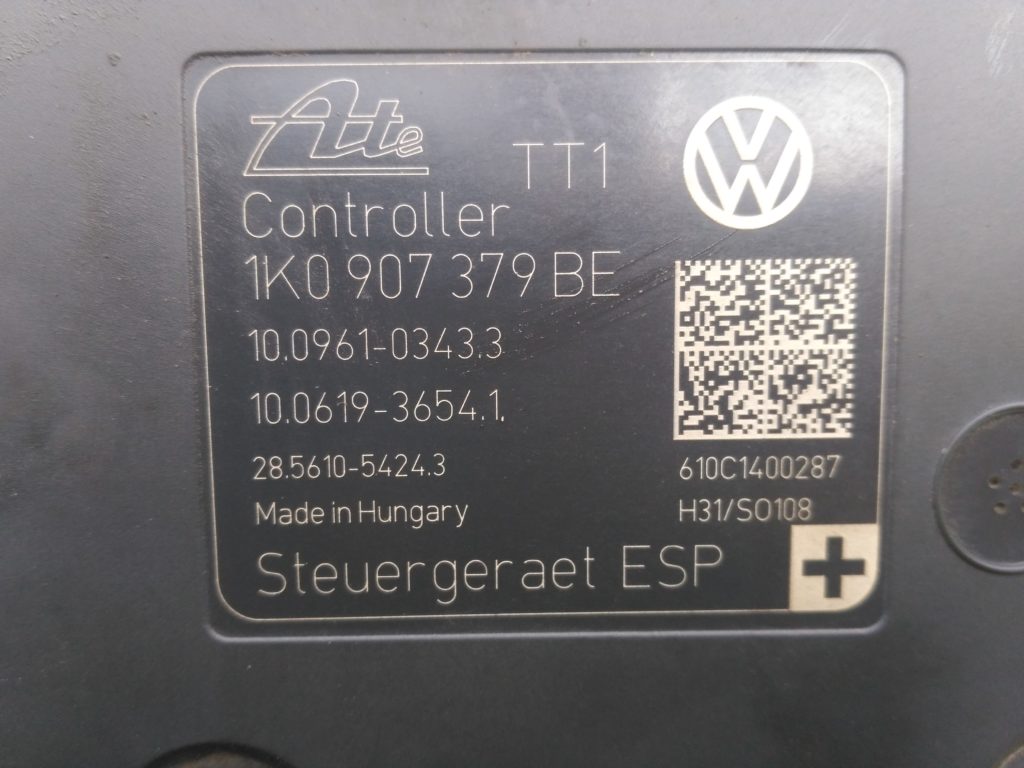 Ate
TT1
Controller
1K0 907 379 BE
10.0961-0343.3
10.0619-3654.1.
28.5610-5424.3
610C1400287
Made in Hungary
H31/S0108
Steuergeraet ESP